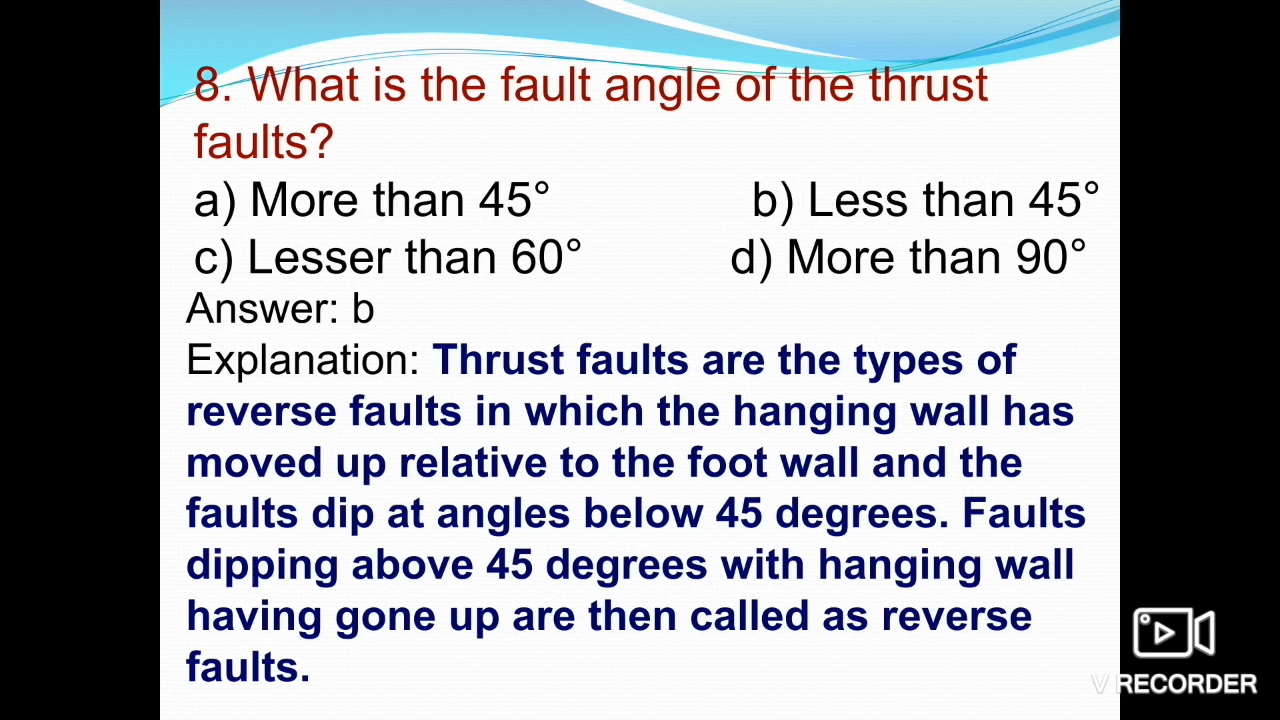 8. What is the fault angle of the thrust
faults?
a) More than 45° b) Less than 45°
c) Lesser than 60° d) More than 90°
Answer: b
Explanation: Thrust faults are the types of
reverse faults in which the hanging wall has
moved up relative to the foot wall and the
faults dip at angles below 45 degrees. Faults
dipping above 45 degrees with hanging wall
having gone up are then called as reverse
faults.
V RECORDER